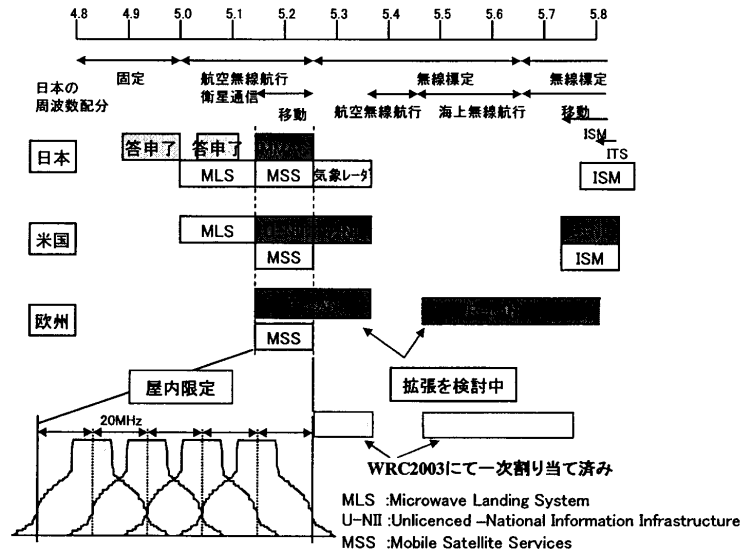 4.8 4.9 5.0 5.1 5.2 5.3 5.4 5.5 5.6 5.7 5.8
日本の
周波数配分
固定
航空無線航行
衛星通信
移動
無線標定
航空無線航行
海上無線航行
無線標定
移動
ISM
ITS
日本
答申了
答申了
MLS
MSS
気象レーダ
ISM
米国
MLS
MSS
ISM
欧州
MSS
屋内限定
拡張を検討中
20MHz
WRC2003にて一次割り当て済み
MLS :Microwave Landing System
U-NII :Unlicenced –National Information Infrastructure
MSS :Mobile Satellite Services